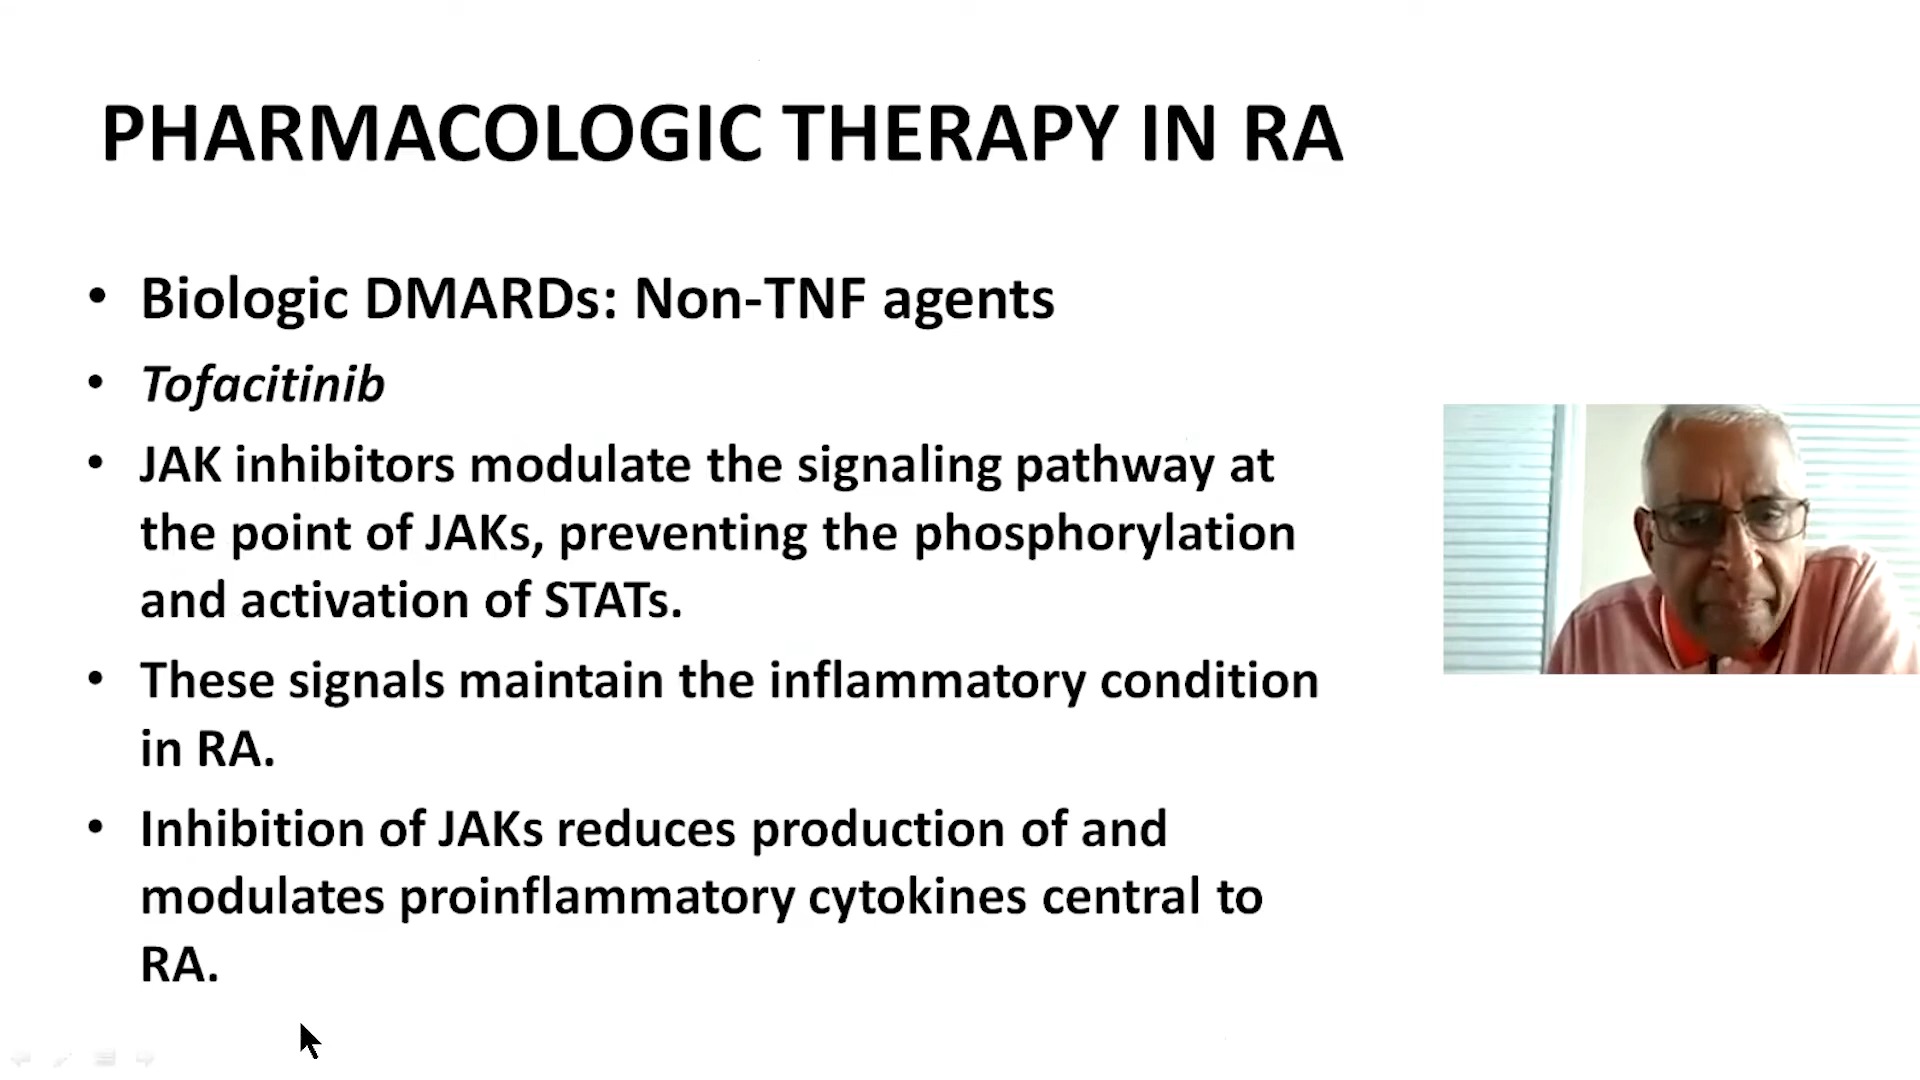 PHARMACOLOGIC THERAPY IN RA
• Biologic DMARDs: Non-TNF agents
• Tofacitinib
• JAK inhibitors modulate the signaling pathway at
the point of JAKs, preventing the phosphorylation
and activation of STATs.
• These signals maintain the inflammatory condition
in RA.
• Inhibition of JAKs reduces production of and
modulates proinflammatory cytokines central to
RA.